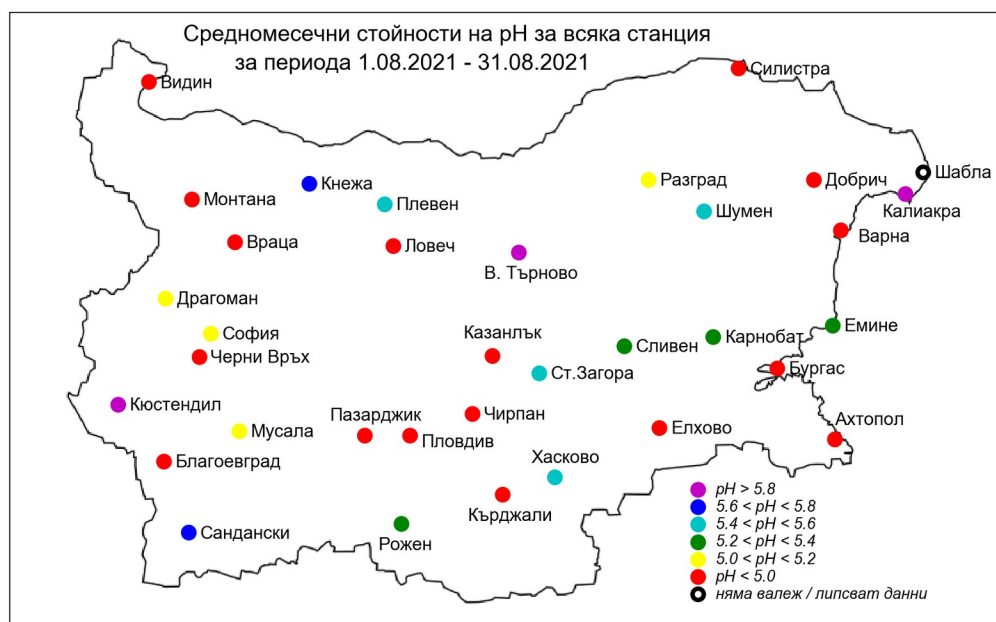 Средномесечни стойности на pH за всяка станция
за периода 1.08.2021 - 31.08.2021
Силистра
Видин
Шабла
Кнежа
Разград
Добрич
Монтана
Плевен
Шумен
Калиакра
Варна
Враца
Ловеч
В. Търново
Драгоман
Емине
София
Казанлък
Карнобат
Сливен
Черни Връх
Ст.Загора
Бургас
Кюстендил
Пазарджик
Чирпан
Ахтопол
Мусала
Пловдив
Елхово
Благоевград
Хасково
Кърджали
Сандански
Рожен
pH > 5.8
5.6 < pH < 5.8
5.4 < pH < 5.6
5.2 < pH < 5.4
5.0 < pH < 5.2
pH < 5.0
няма валеж / липсват данни